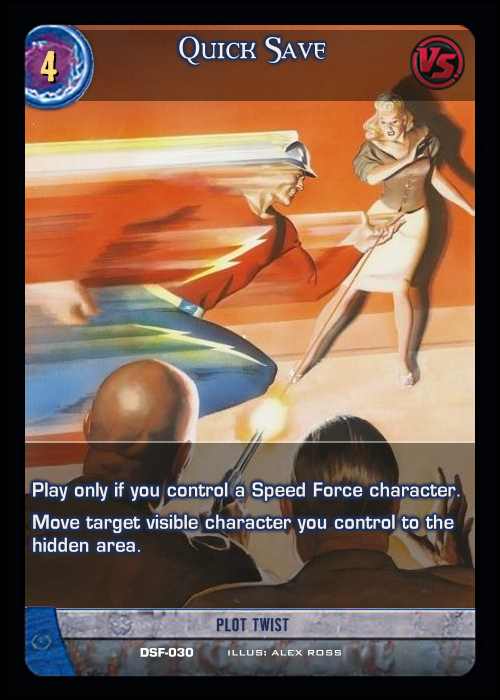 Quick Save
4
VS
Play only if you control a Speed Force character.
Move target visible character you control to the
hidden area.
PLOT TWIST
DSF-030 ILLUS: ALEX ROSS